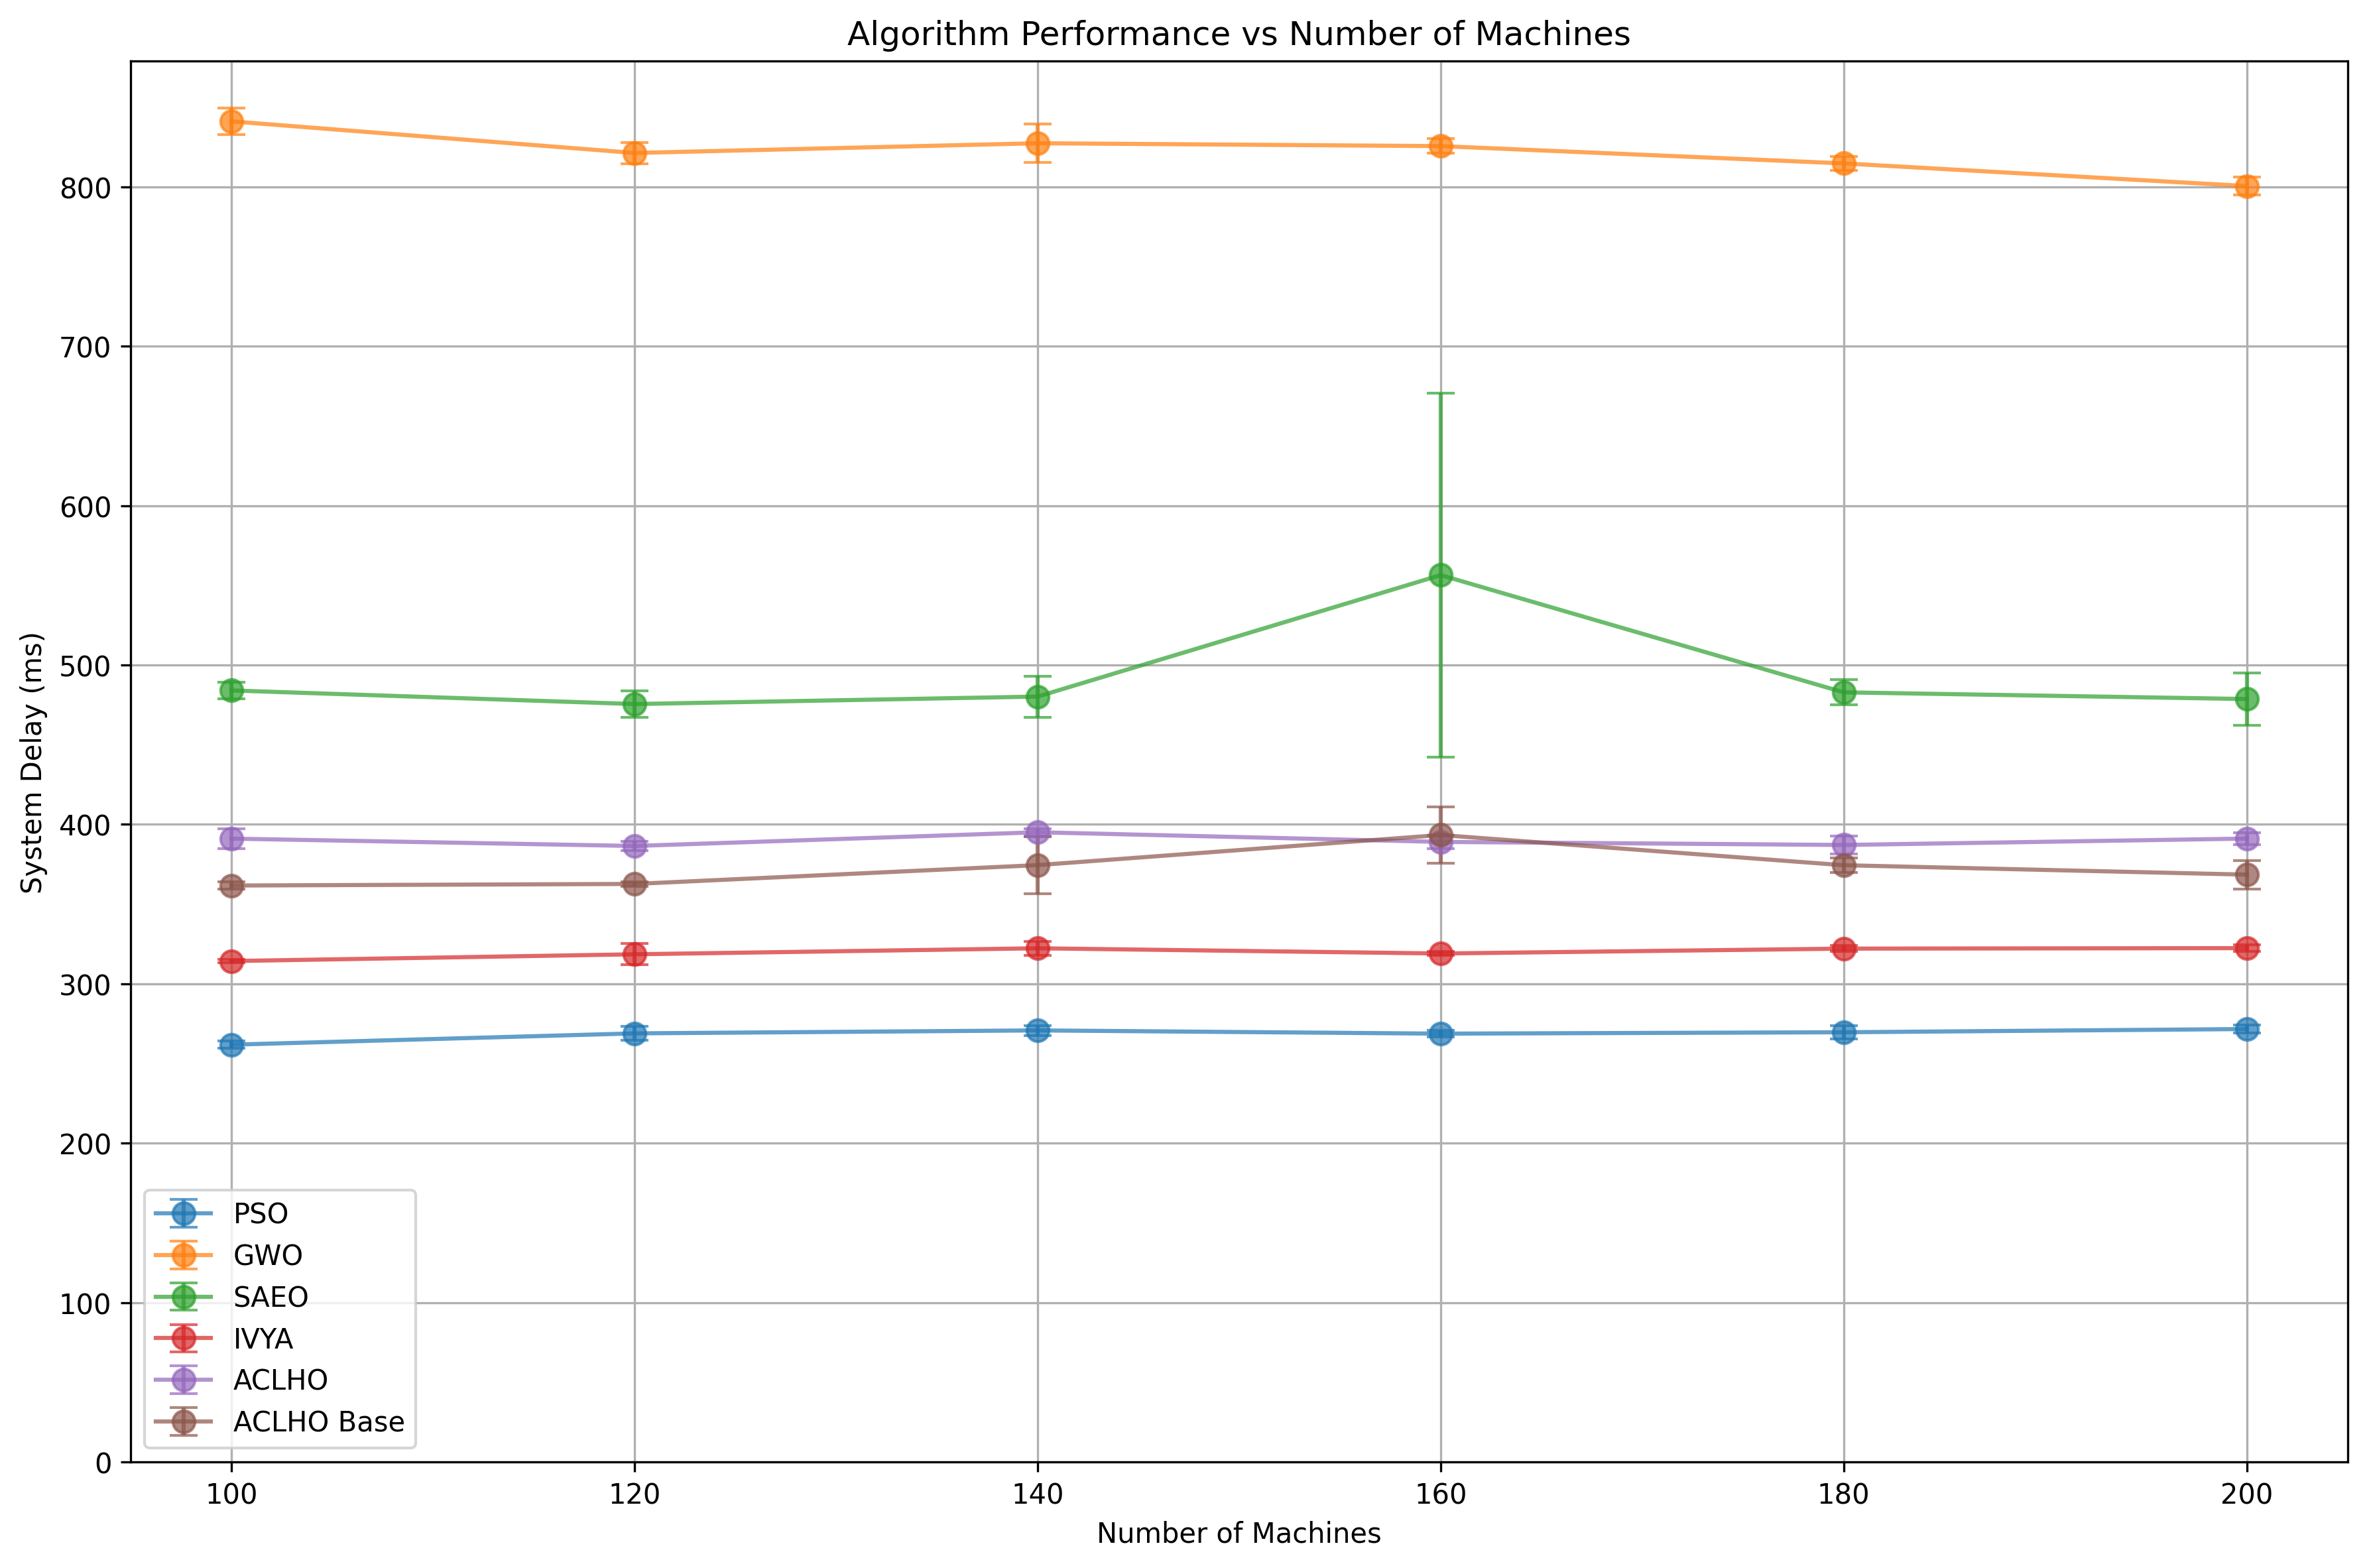 Algorithm Performance vs Number of Machines
System Delay (ms)
800
700
600
500
400
300
200
100
0
PSO
GWO
SAEO
IVYA
ACLHO
ACLHO Base
100 120 140 160 180 200
Number of Machines